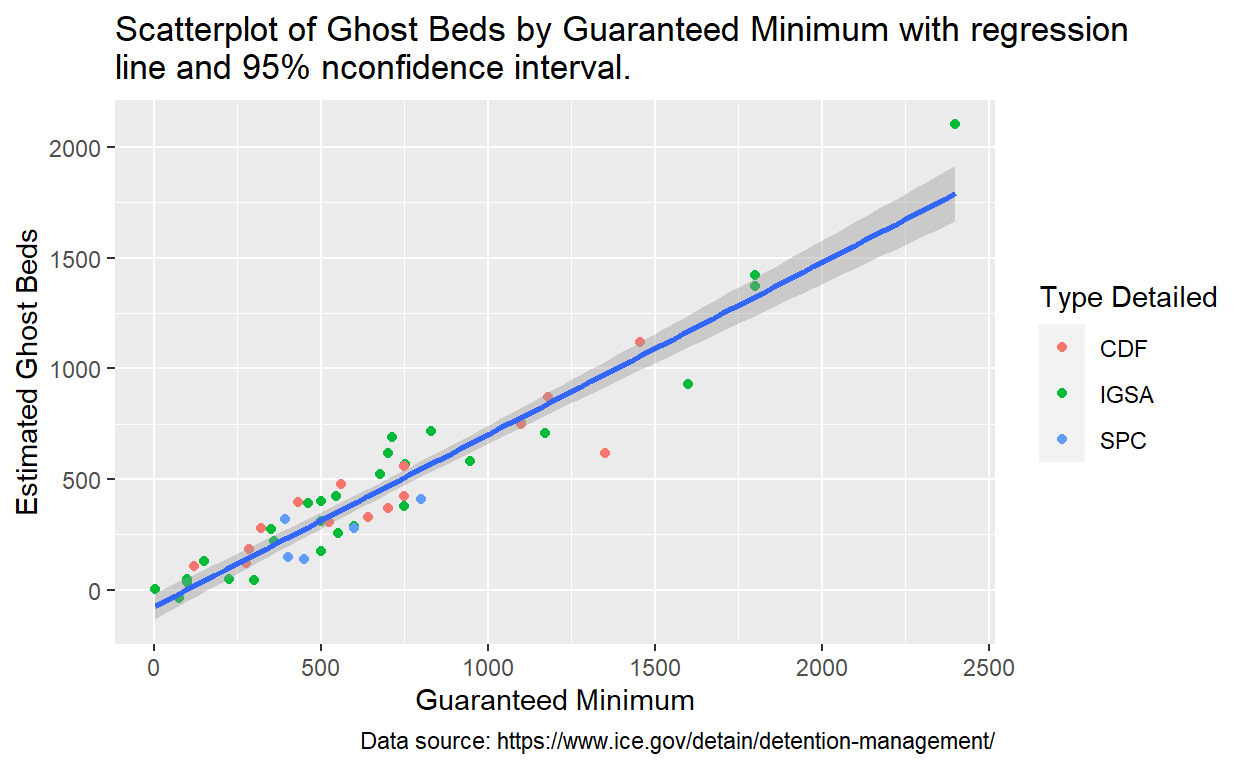 Scatterplot of Ghost Beds by Guaranteed Minimum with regression
line and 95% nconfidence interval.
Estimated Ghost Beds
2000
1500
1000
500
0
0 500 1000 1500 2000 2500
Guaranteed Minimum
Type Detailed
CDF
IGSA
SPC
Data source: https://www.ice.gov/detain/detention-management/